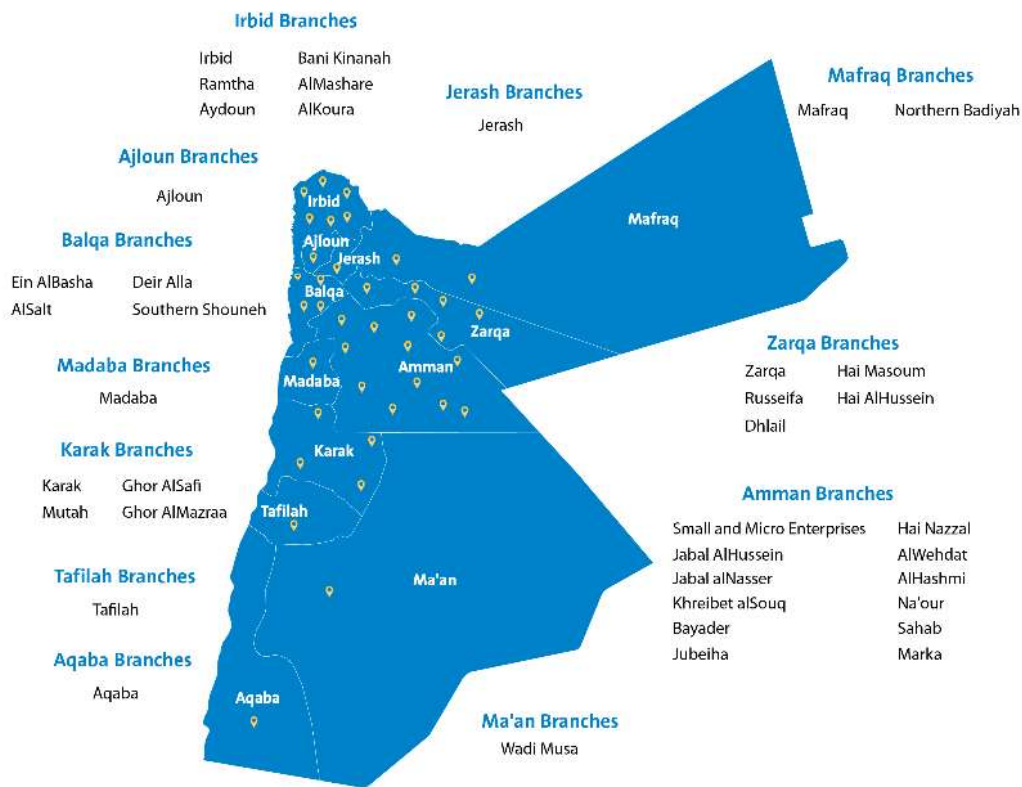 Irbid Branches
Irbid Bani Kinanah
Ramtha AlMashare
Aydoun AlKoura
Jerash Branches
Jerash
Mafraq Branches
Mafraq Northern Badiyah
Ajloun Branches
Ajloun
Balqa Branches
Ein AlBasha Deir Alla
AlSalt Southern Shouneh
Madaba Branches
Madaba
Karak Branches
Karak Ghor AlSafi
Mutah Ghor AlMazraa
Tafilah Branches
Tafilah
Aqaba Branches
Aqaba
Irbid
Ajloun
Jerash
Balqa
Mafraq
Zarqa
Amman
Madaba
Karak
Tafilah
Ma'an
Aqaba
Zarqa Branches
Zarqa Hai Masoum
Russeifa Hai AlHussein
Dhlail
Amman Branches
Small and Micro Enterprises Hai Nazzal
Jabal AlHussein AlWehdat
Jabal alNasser AlHashmi
Khreibet alSouq Na'our
Bayader Sahab
Jubeiha Marka
Ma'an Branches
Wadi Musa